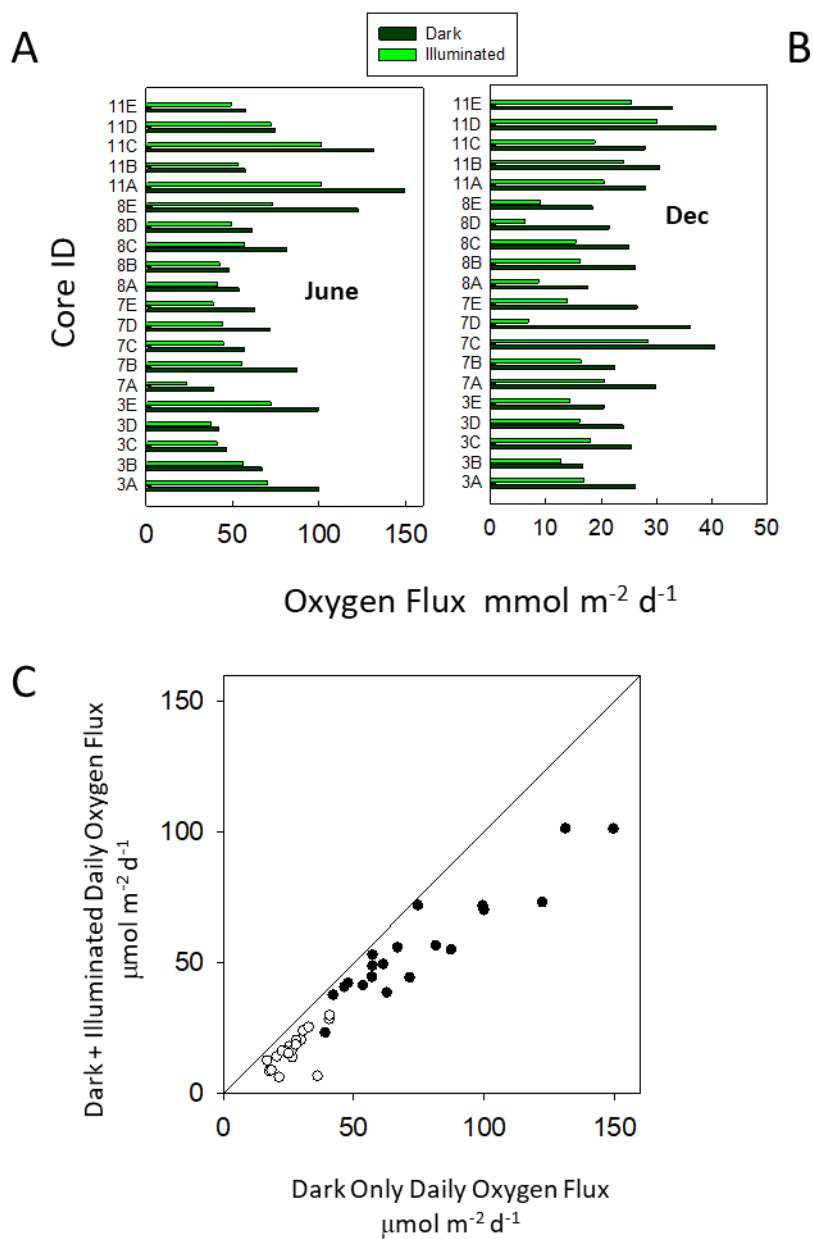 A
Dark
Illuminated
B
11E
11D
11C
11B
11A
8E
8D
8C
8B
8A
7E
7D
7C
7B
7A
3E
3D
3C
3B
3A
Core ID
June
0 50 100 150
11E
11D
11C
11B
11A
8E
8D
8C
8B
8A
7E
7D
7C
7B
7A
3E
3D
3C
3B
3A
Dec
0 10 20 30 40 50
Oxygen Flux mmol m⁻² d⁻¹
C
Dark + Illuminated Daily Oxygen Flux
μmol m⁻² d⁻¹
150
100
50
0
0 50 100 150
Dark Only Daily Oxygen Flux
μmol m⁻² d⁻¹